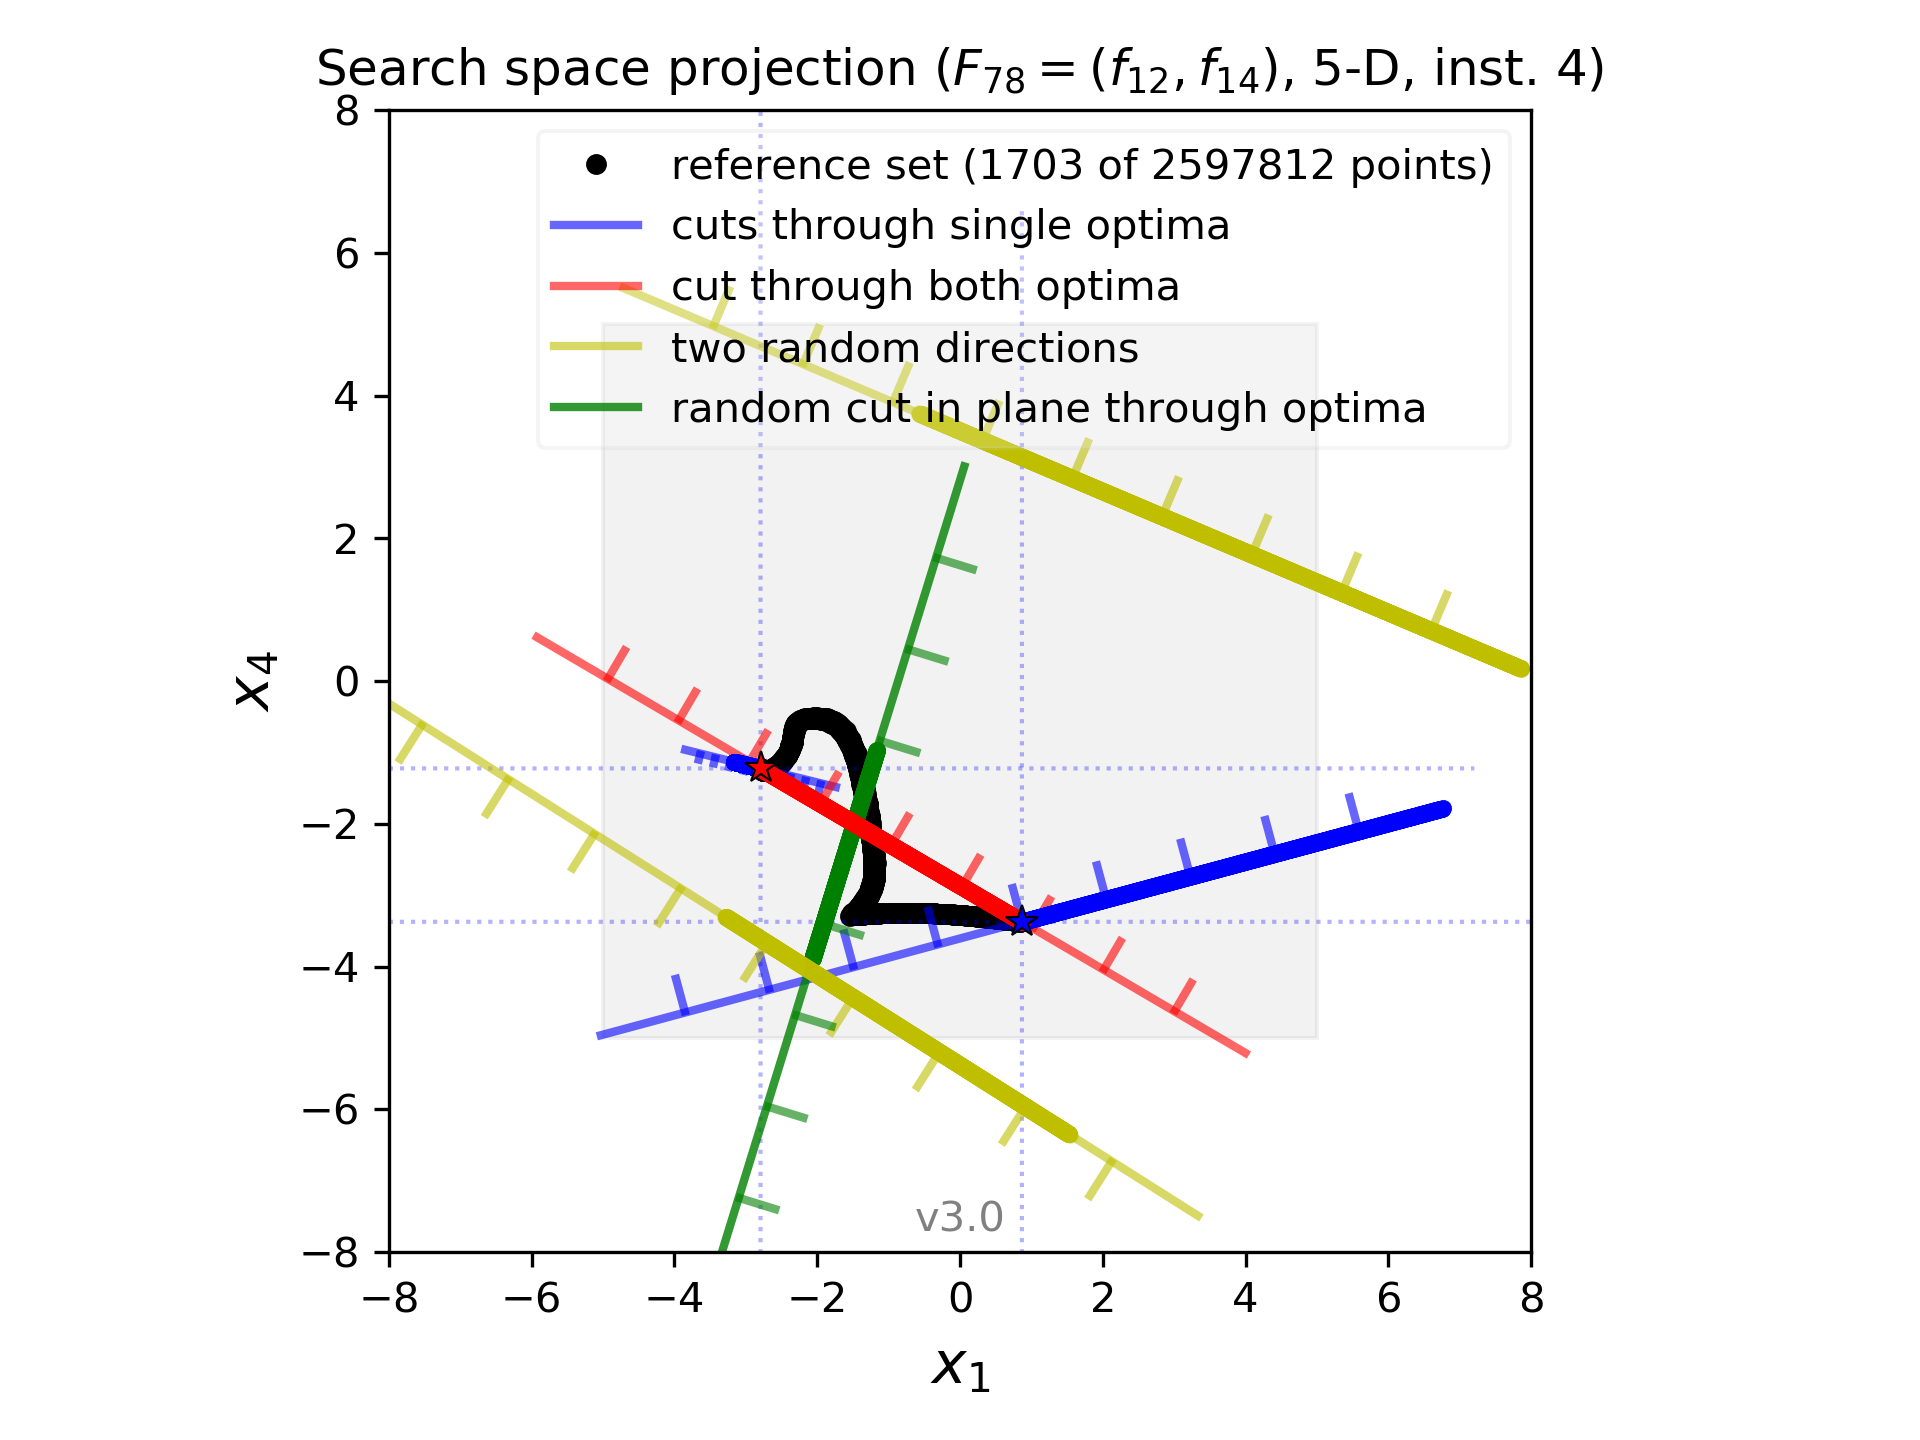 Search space projection (F78 = (f12, f14), 5-D, inst. 4)
reference set (1703 of 2597812 points)
cuts through single optima
cut through both optima
two random directions
random cut in plane through optima
8
6
4
2
0
−2
−4
−6
−8
x4
v3.0
−8 −6 −4 −2 0 2 4 6 8
x1